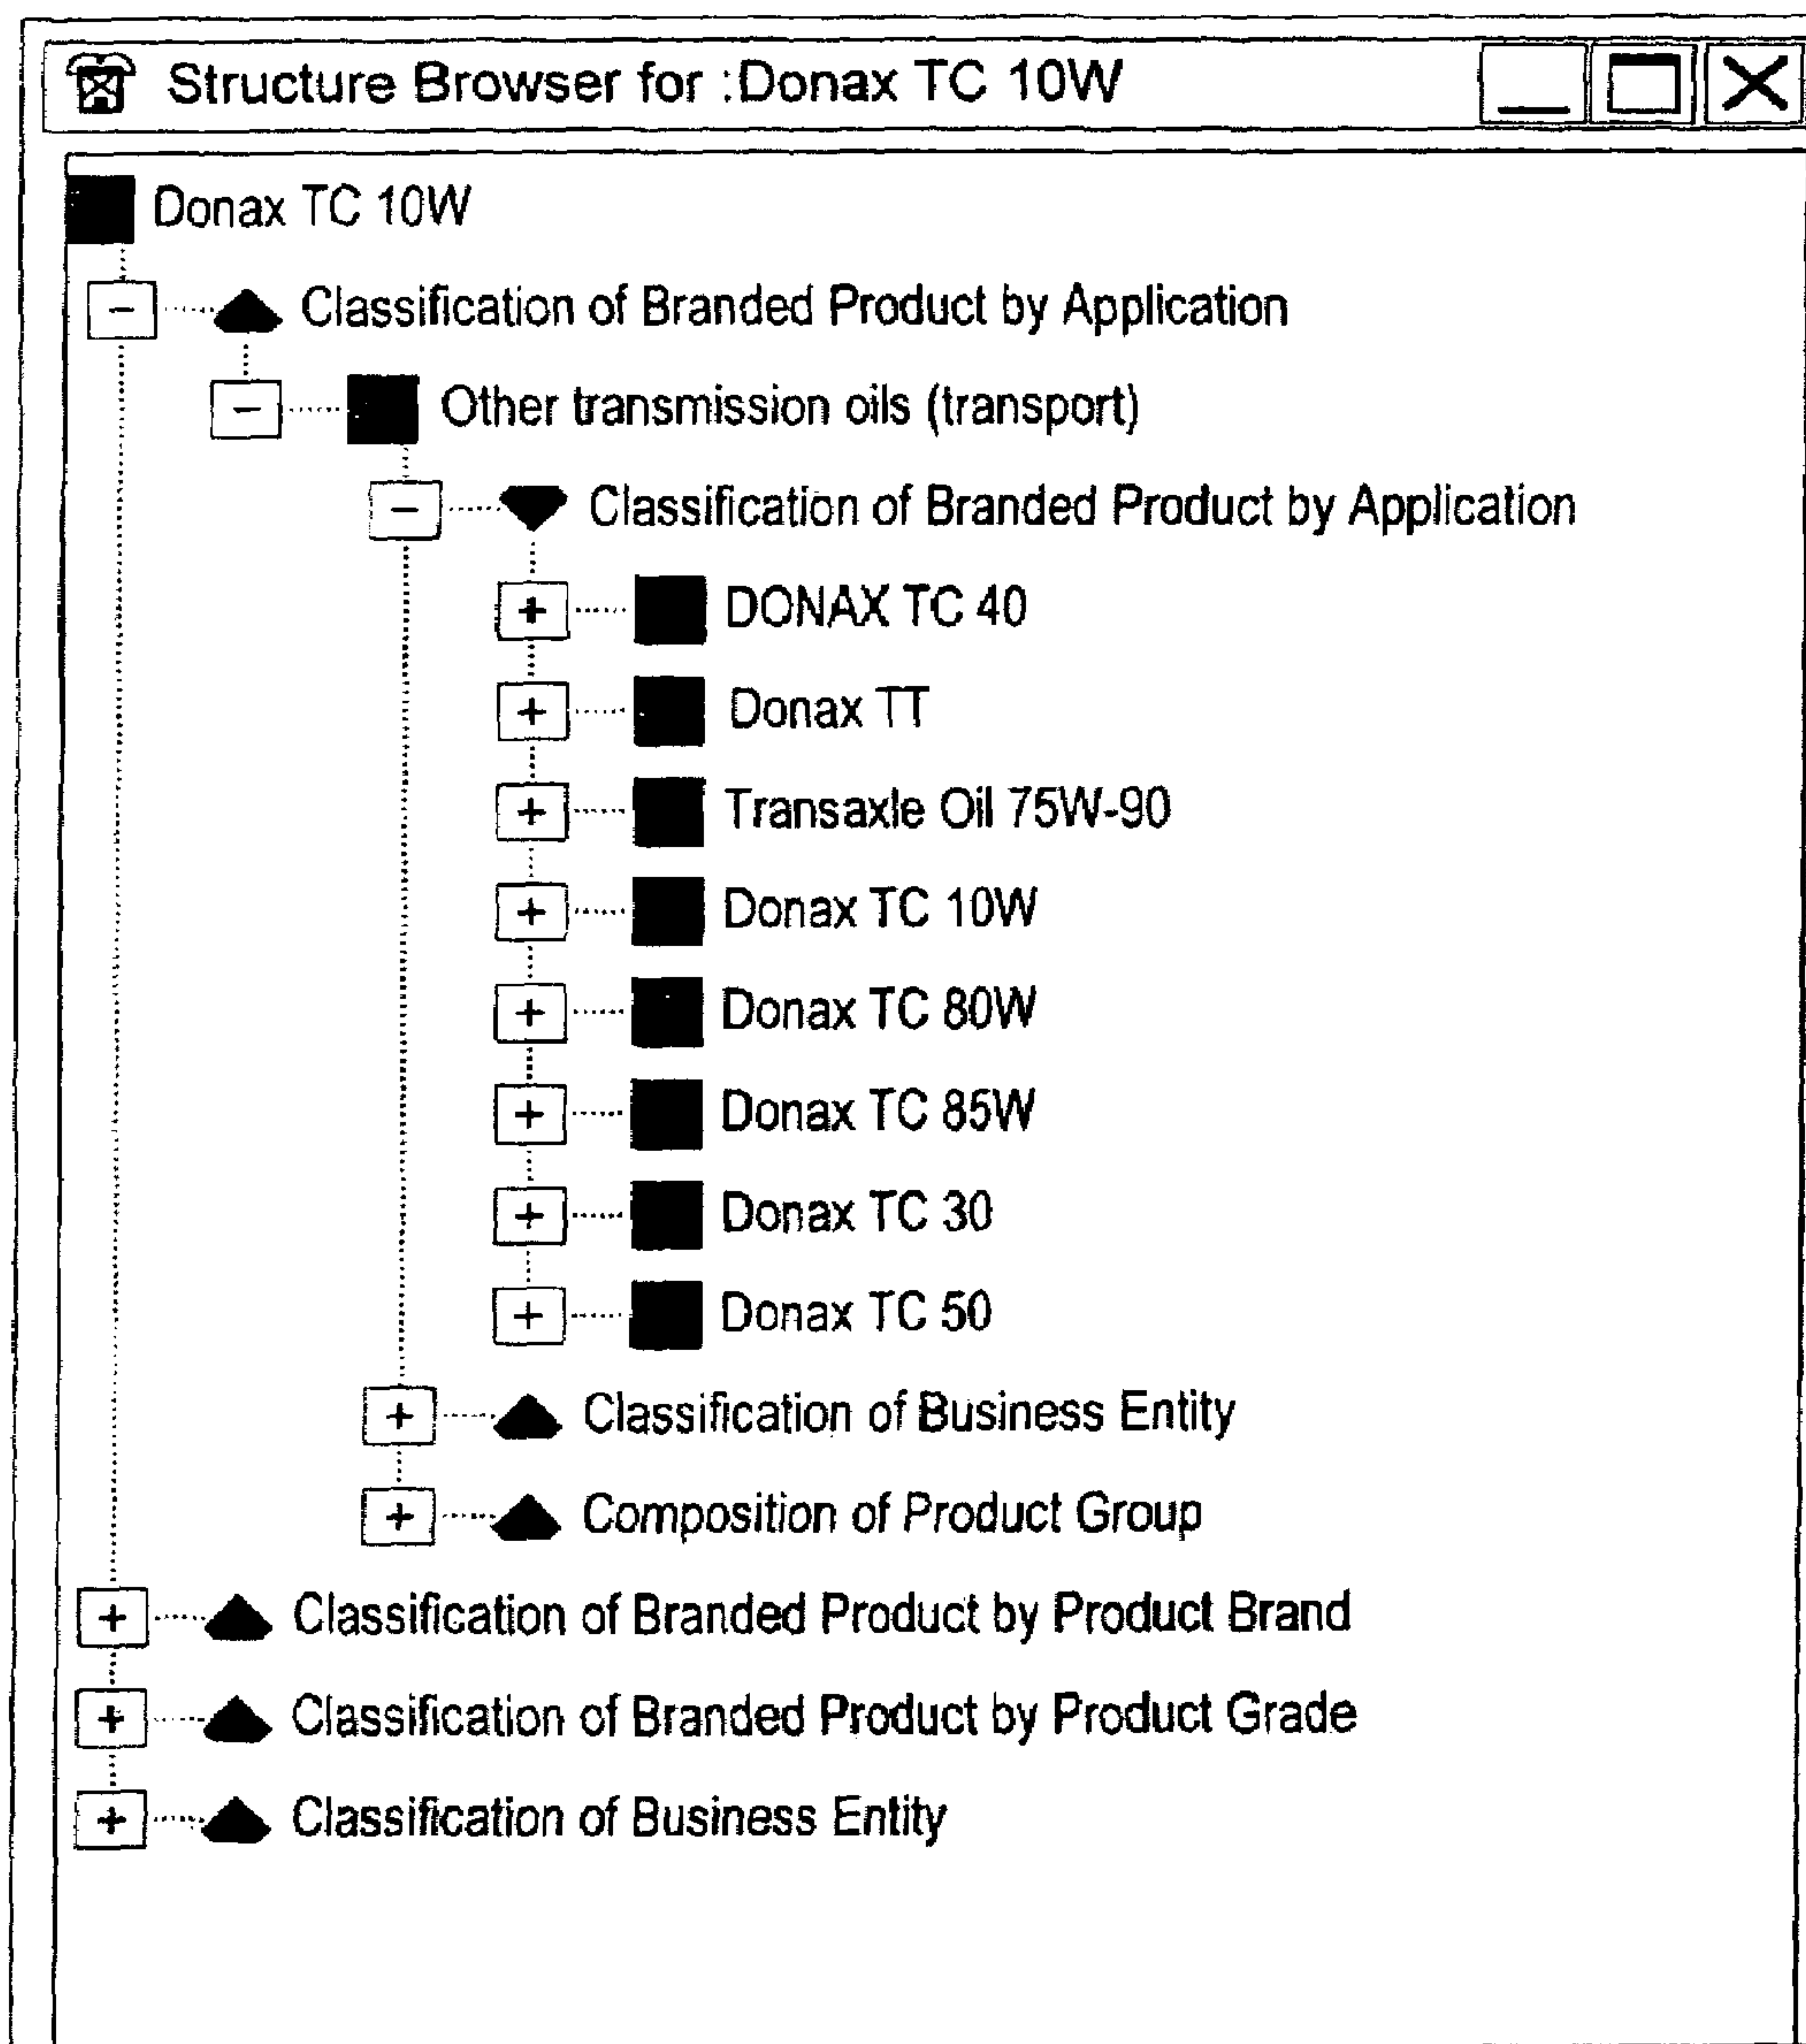 Structure Browser for :Donax TC 10W
Donax TC 10W
Classification of Branded Product by Application
Other transmission oils (transport)
Classification of Branded Product by Application
DONAX TC 40
Donax TT
Transaxle Oil 75W-90
Donax TC 10W
Donax TC 80W
Donax TC 85W
Donax TC 30
Donax TC 50
Classification of Business Entity
Composition of Product Group
Classification of Branded Product by Product Brand
Classification of Branded Product by Product Grade
Classification of Business Entity